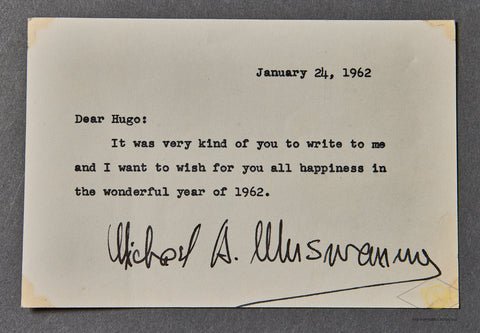 January 24, 1962
Dear Hugo:
It was very kind of you to write to me
and I want to wish for you all happiness in
the wonderful year of 1962.
Michael A. Musmanno